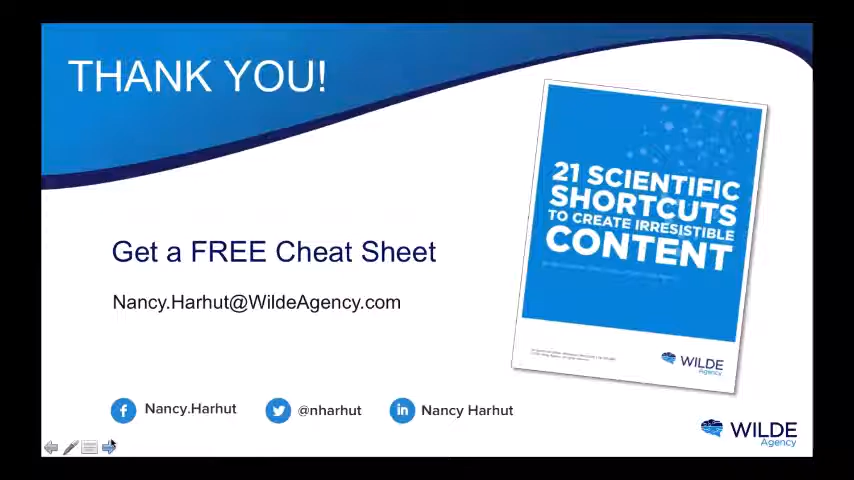 THANK YOU!
21 SCIENTIFIC
SHORTCUTS
TO CREATE IRRESISTIBLE
CONTENT
Get a FREE Cheat Sheet
Nancy.Harhut@WildeAgency.com
WILDE
Agency
Nancy.Harhut
@nharhut
in Nancy Harhut
WILDE
Agency